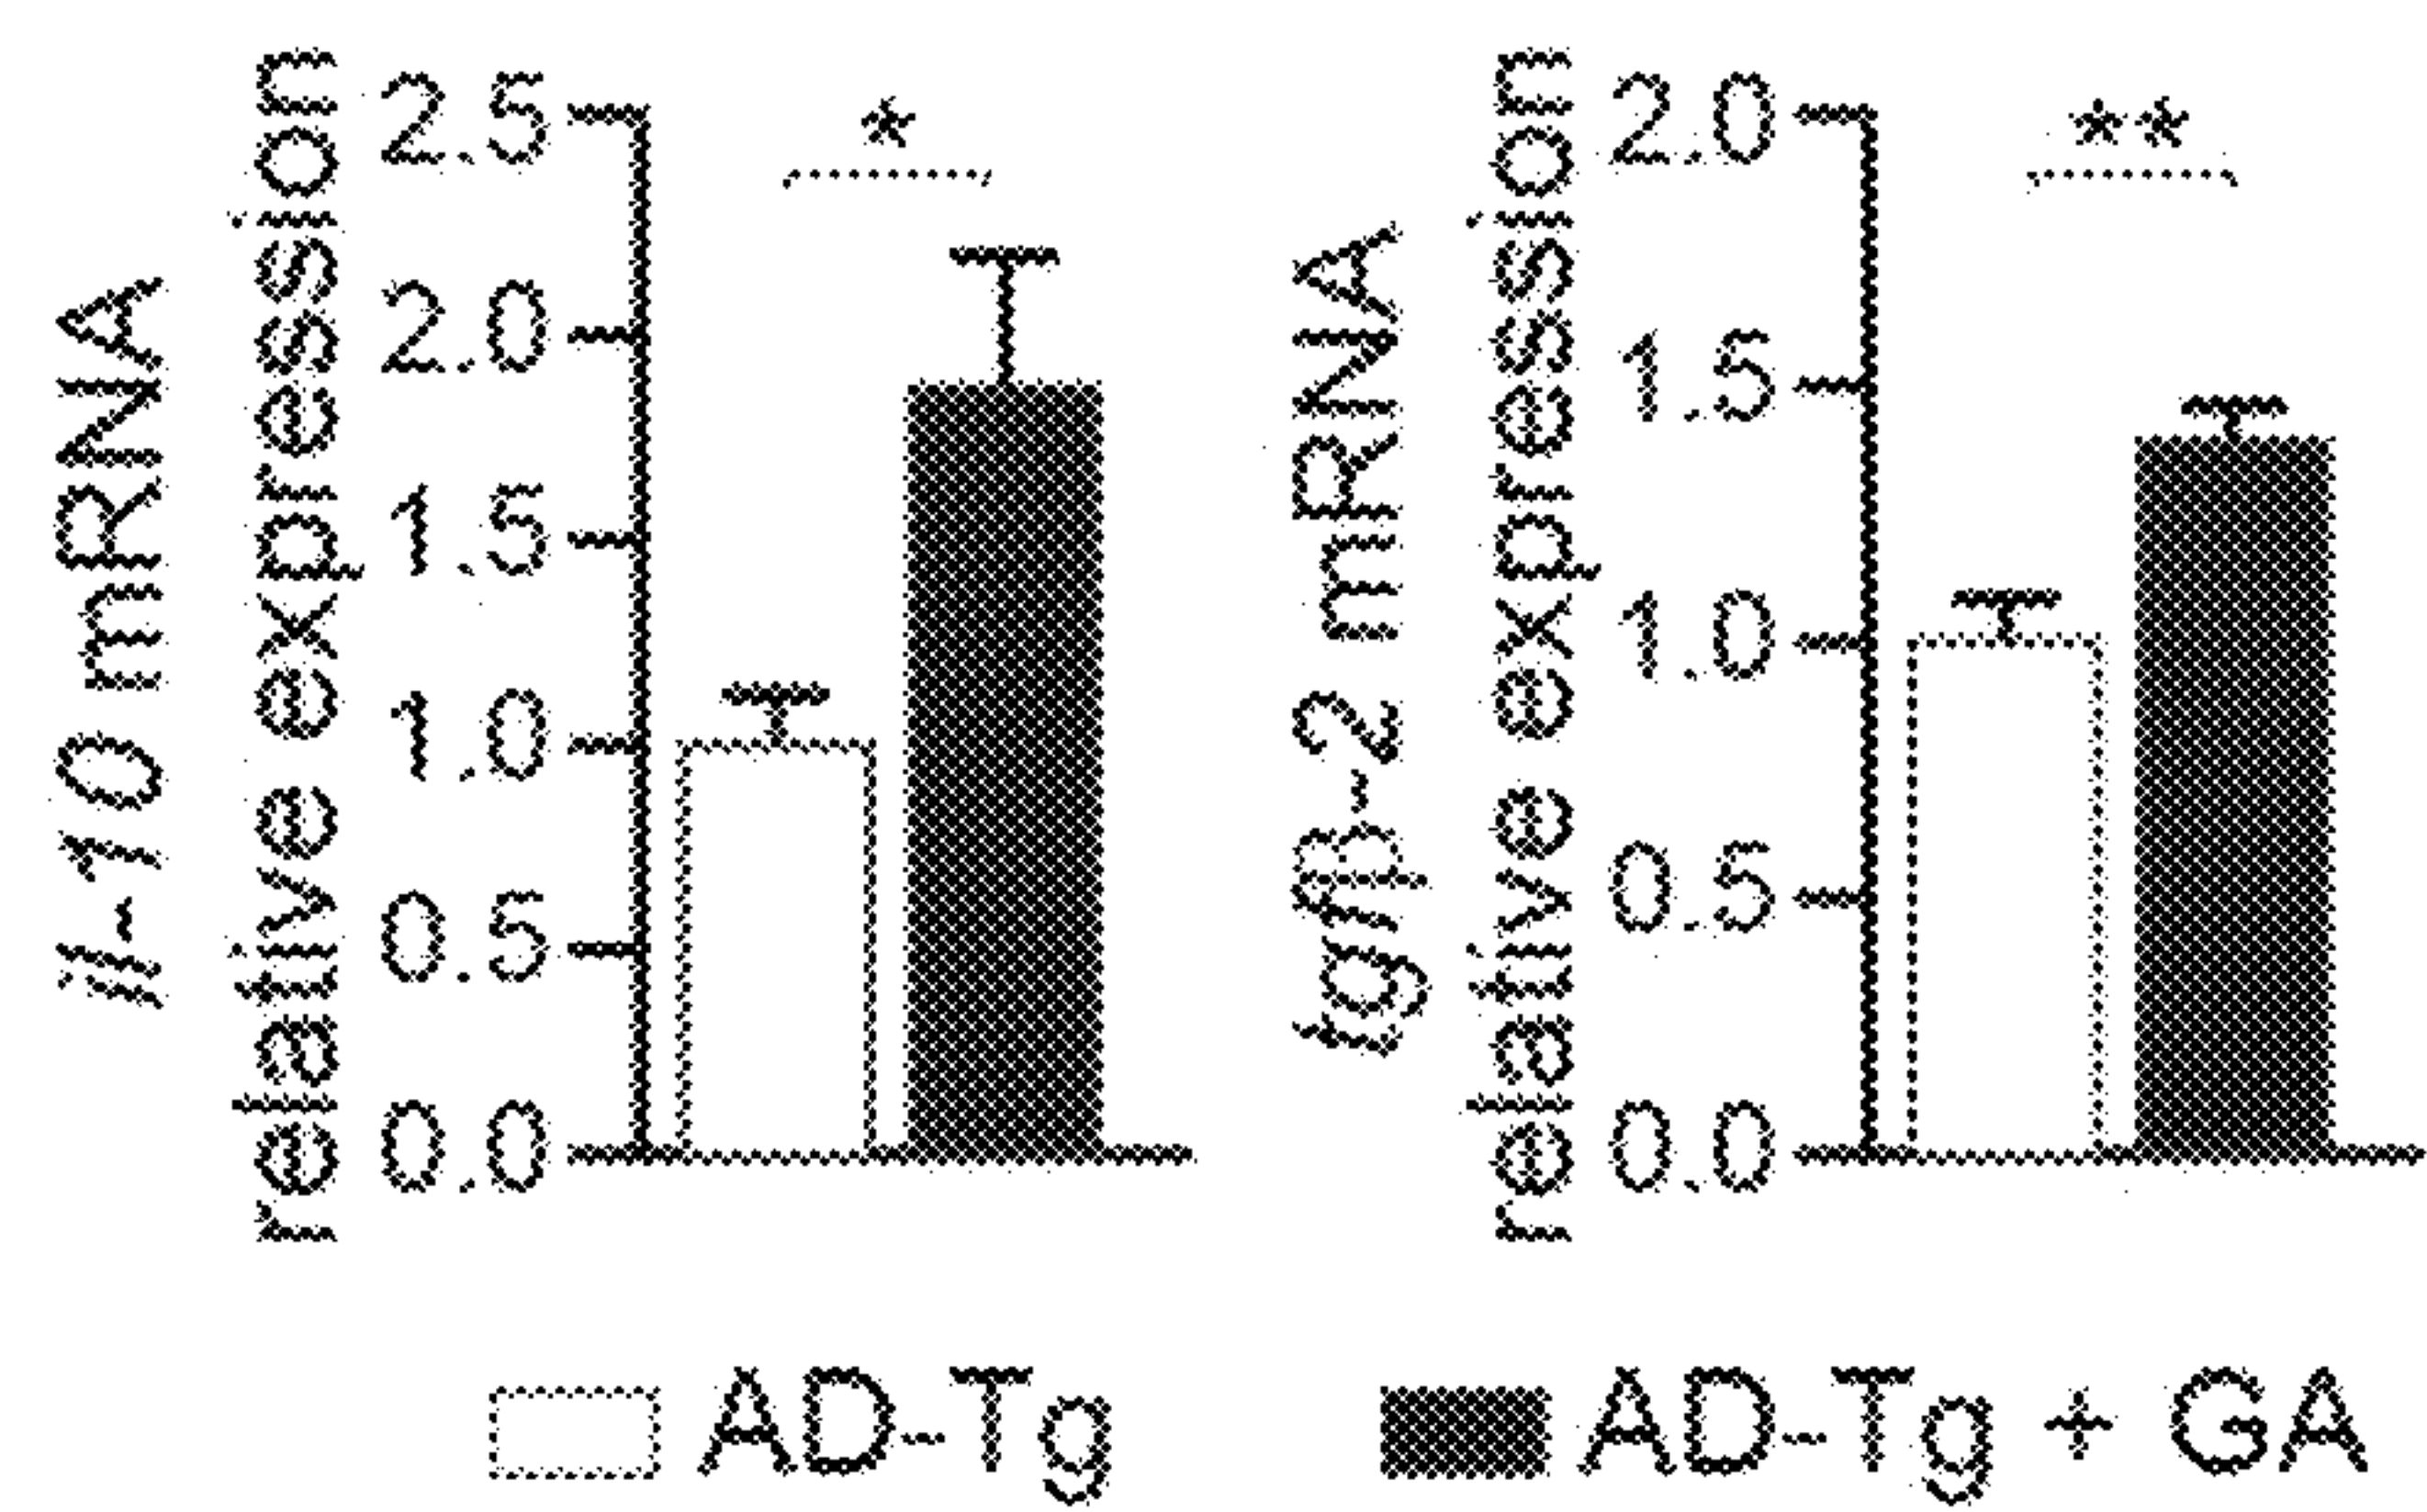 il-10 mRNA
relative expression
2.5
2.0
1.5
1.0
0.5
0.0
*
tgfβ-2 mRNA
relative expression
2.0
1.5
1.0
0.5
0.0
**
AD-Tg
AD-Tg + GA